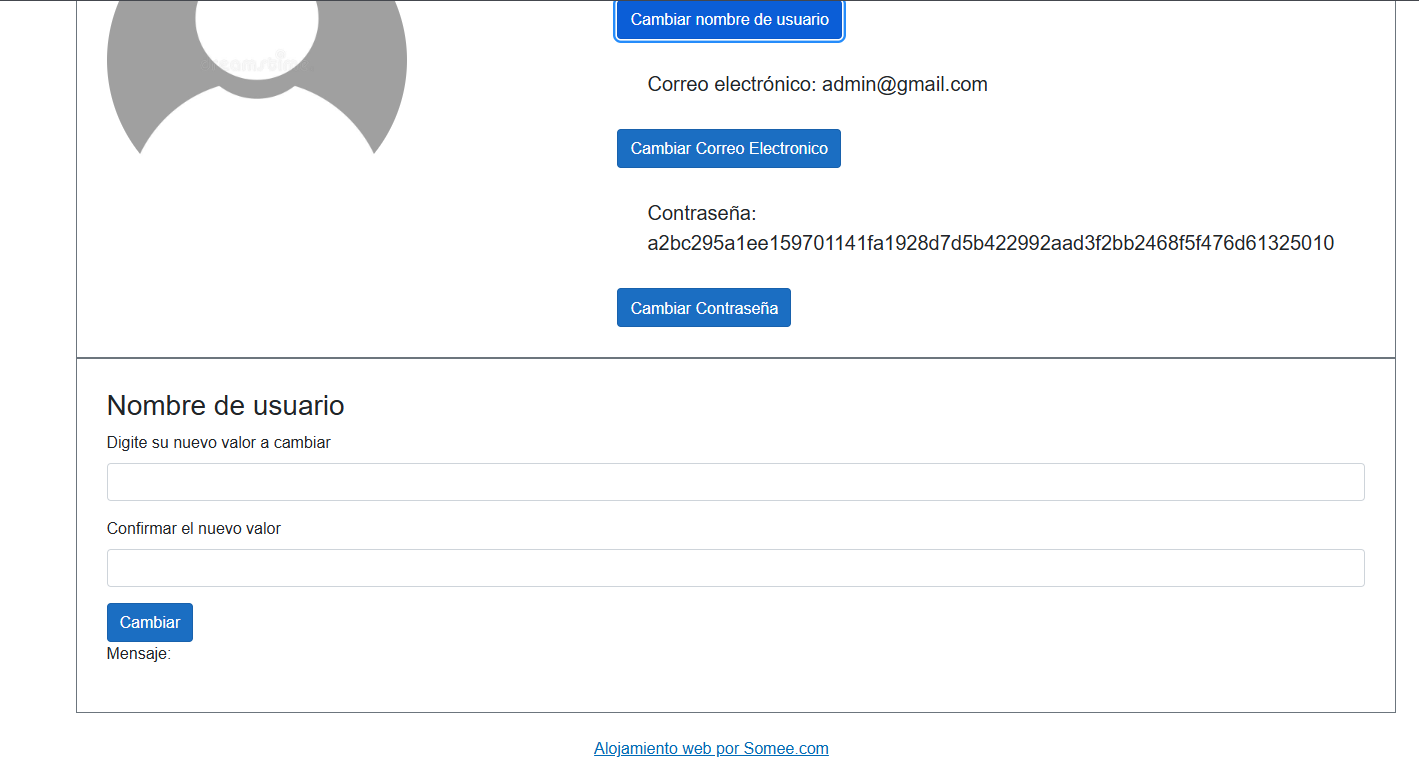 Cambiar nombre de usuario
Correo electrónico: admin@gmail.com
Cambiar Correo Electronico
Contraseña:
a2bc295a1ee159701141fa1928d7d5b422992aad3f2bb2468f5f476d61325010
Cambiar Contraseña
Nombre de usuario
Digite su nuevo valor a cambiar
Confirmar el nuevo valor
Cambiar
Mensaje:
Alojamiento web por Somee.com